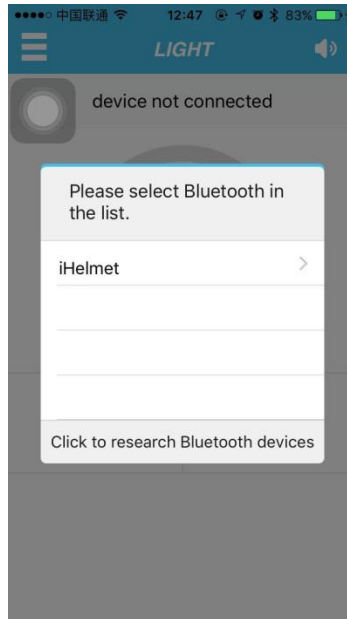 中国联通 12:47 83%
LIGHT
device not connected
Please select Bluetooth in
the list.
iHelmet
Click to research Bluetooth devices